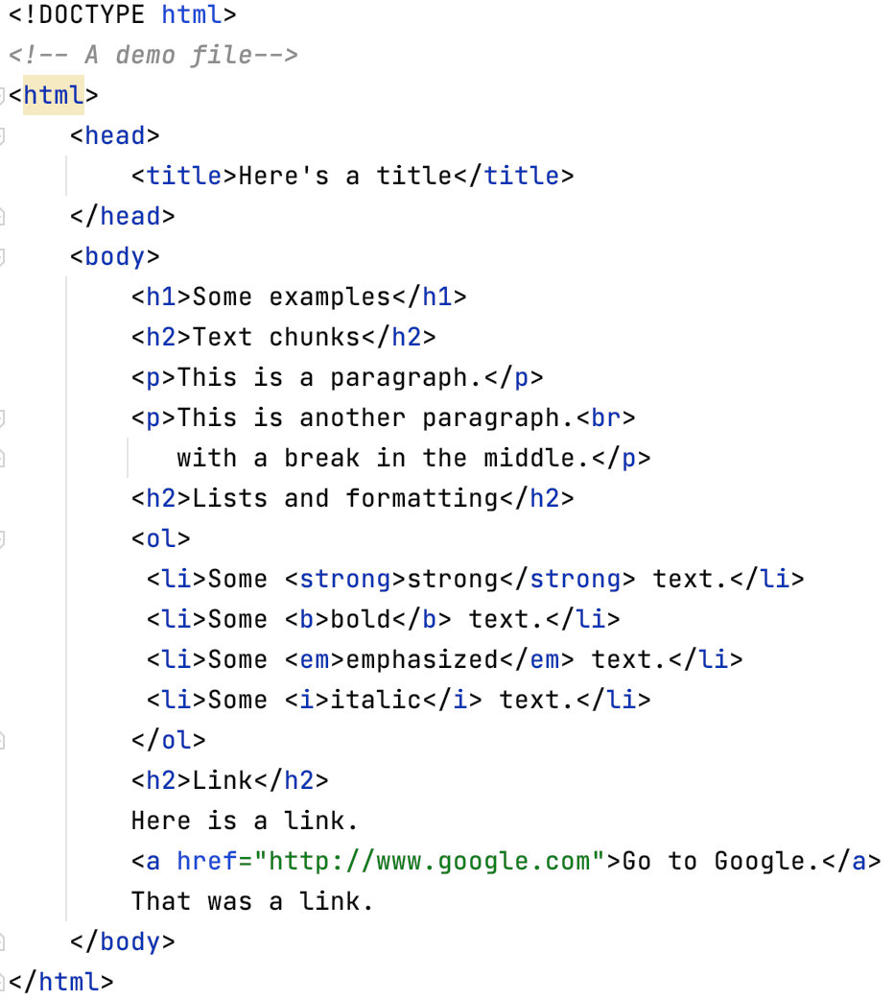 <!DOCTYPE html>
<!-- A demo file-->
<html>
    <head>
        <title>Here's a title</title>
    </head>
    <body>
        <h1>Some examples</h1>
        <h2>Text chunks</h2>
        <p>This is a paragraph.</p>
        <p>This is another paragraph.<br>
           with a break in the middle.</p>
        <h2>Lists and formatting</h2>
        <ol>
         <li>Some <strong>strong</strong> text.</li>
         <li>Some <b>bold</b> text.</li>
         <li>Some <em>emphasized</em> text.</li>
         <li>Some <i>italic</i> text.</li>
        </ol>
        <h2>Link</h2>
        Here is a link.
        <a href="http://www.google.com">Go to Google.</a>
        That was a link.
    </body>
</html>